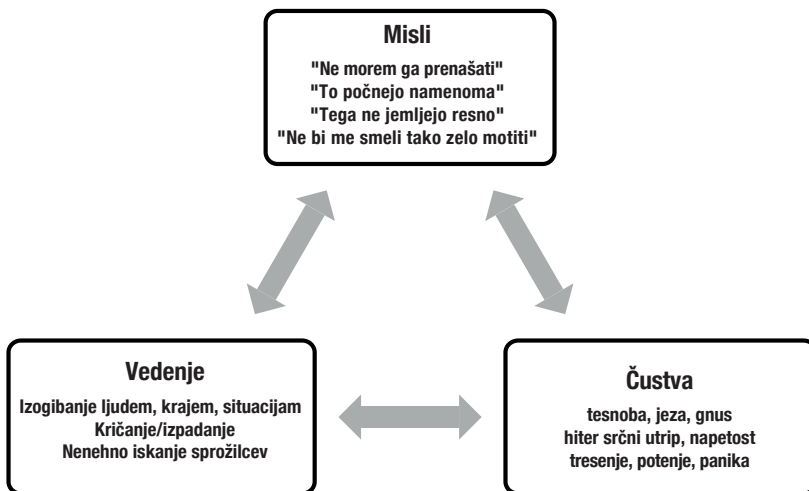 Misli
"Ne morem ga prenašati"
"To počnejo namenoma"
"Tega ne jemljejo resno"
"Ne bi me smeli tako zelo motiti"
Vedenje
Izogibanje ljudem, krajem, situacijam
Kričanje/izpadanje
Nenehno iskanje sprožilcev
Čustva
tesnoba, jeza, gnus
hiter srčni utrip, napetost
tresenje, potenje, panika